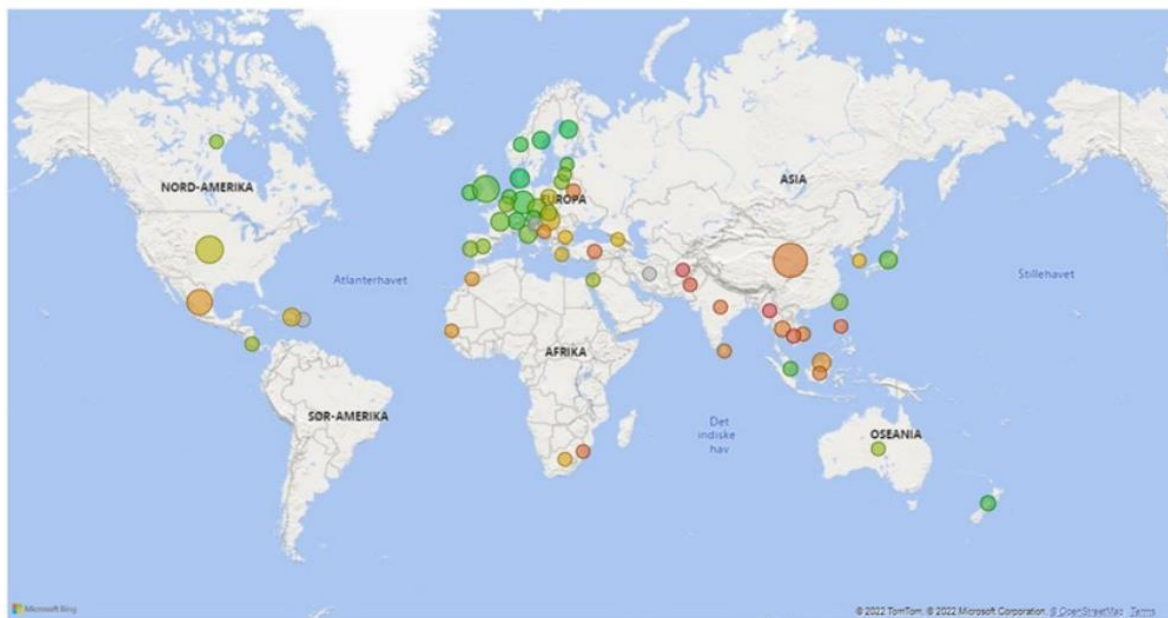 NORD-AMERIKA
ASIA
EUROPA
Atlanterhavet
Stillehavet
AFRIKA
SØR-AMERIKA
Det
indiske
hav
OSEANIA
Microsoft Bing
© 2022 TomTom, © 2022 Microsoft Corporation, © OpenStreetMap Terms